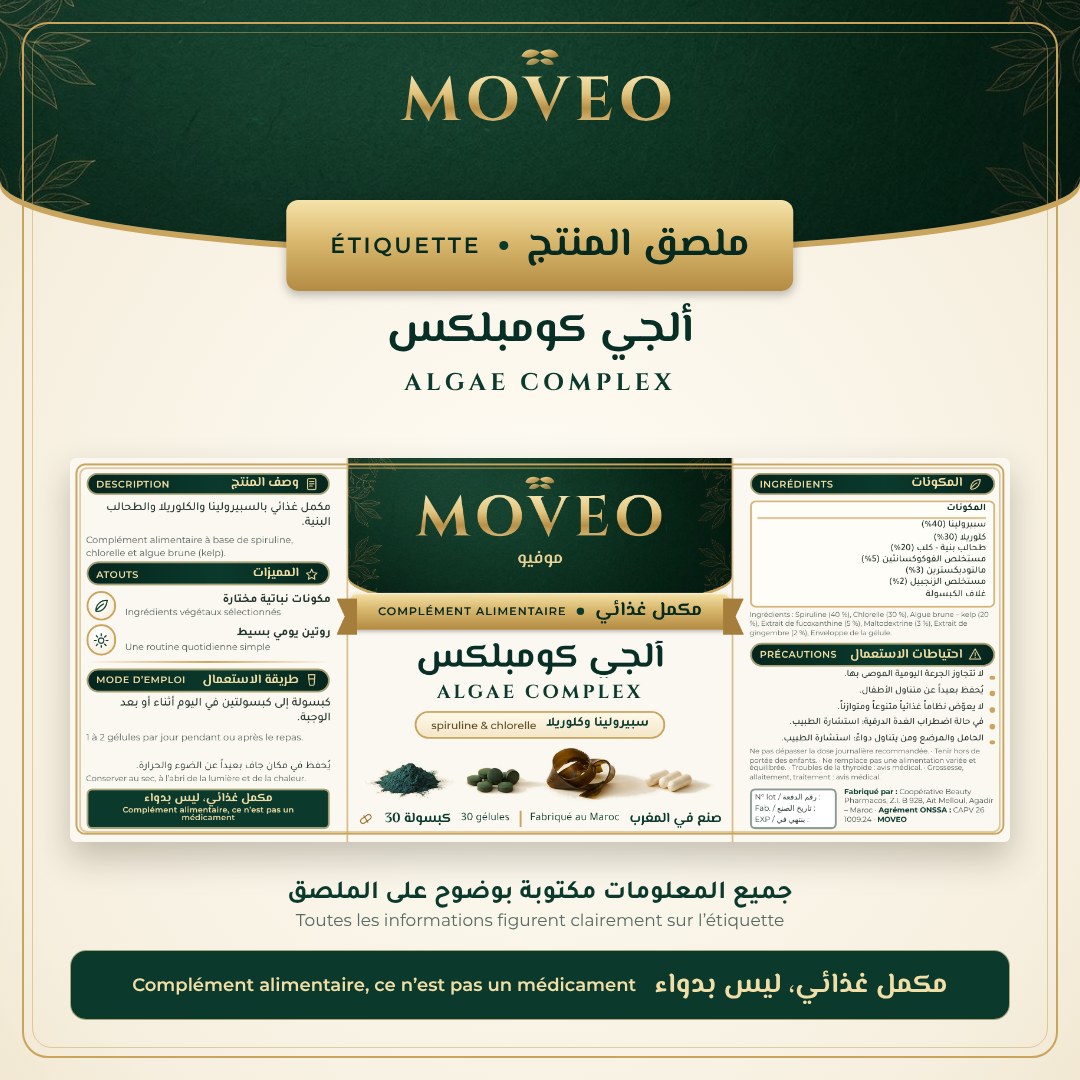 MOVEO
ÉTIQUETTE • ملصق المنتج
ألجي كومبلكس
ALGAE COMPLEX
DESCRIPTION وصف المنتج
مكمل غذائي بالسبيرولينا والكلوريلا والطحالب
البنية.
Complément alimentaire à base de spiruline,
chlorelle et algue brune (kelp).
ATOUTS المميزات
مكونات نباتية مختارة
Ingrédients végétaux sélectionnés
روتين يومي بسيط
Une routine quotidienne simple
MODE D’EMPLOI طريقة الاستعمال
كبسولة إلى كبسولتين في اليوم أثناء أو بعد
الوجبة.
1 à 2 gélules par jour pendant ou après le repas.
يُحفظ في مكان جاف بعيداً عن الضوء والحرارة.
Conserver au sec, à l’abri de la lumière et de la chaleur.
مكمل غذائي، ليس بدواء
Complément alimentaire, ce n’est pas un
médicament
MOVEO
موفيو
COMPLÉMENT ALIMENTAIRE • مكمل غذائي
ألجي كومبلكس
ALGAE COMPLEX
spiruline & chlorelle سبيرولينا وكلوريلا
30 كبسولة 30 gélules | Fabriqué au Maroc صنع في المغرب
INGRÉDIENTS المكونات
المكونات
سبيرولينا (40%)
كلوريلا (30%)
طحالب بنية - كلب (20%)
مستخلص الفوكوكسانثين (5%)
مالتوديكسترين (3%)
مستخلص الزنجبيل (2%)
غلاف الكبسولة
Ingrédients : Spiruline (40 %), Chlorelle (30 %), Algue brune – kelp (20
%), Extrait de fucoxanthine (5 %), Maltodextrine (3 %), Extrait de
gingembre (2 %), Enveloppe de la gélule.
PRÉCAUTIONS احتياطات الاستعمال
لا تتجاوز الجرعة اليومية الموصى بها.
يُحفظ بعيداً عن متناول الأطفال.
لا يعوّض نظاماً غذائياً متنوعاً ومتوازناً.
في حالة اضطراب الغدة الدرقية: استشارة الطبيب.
الحامل والمرضع ومن يتناول دواءً: استشارة الطبيب.
Ne pas dépasser la dose journalière recommandée. · Tenir hors de
portée des enfants. · Ne remplace pas une alimentation variée et
équilibrée. · Troubles de la thyroïde : avis médical. · Grossesse,
allaitement, traitement : avis médical.
N° lot / رقم الدفعة :
Fab. / تاريخ الصنع :
EXP / ينتهي في :
Fabriqué par : Coopérative Beauty
Pharmacos, Z.I. B 928, Ait Melloul, Agadir
– Maroc · Agrément ONSSA : CAPV 26
1009.24 · MOVEO
جميع المعلومات مكتوبة بوضوح على الملصق
Toutes les informations figurent clairement sur l’étiquette
Complément alimentaire, ce n’est pas un médicament مكمل غذائي، ليس بدواء